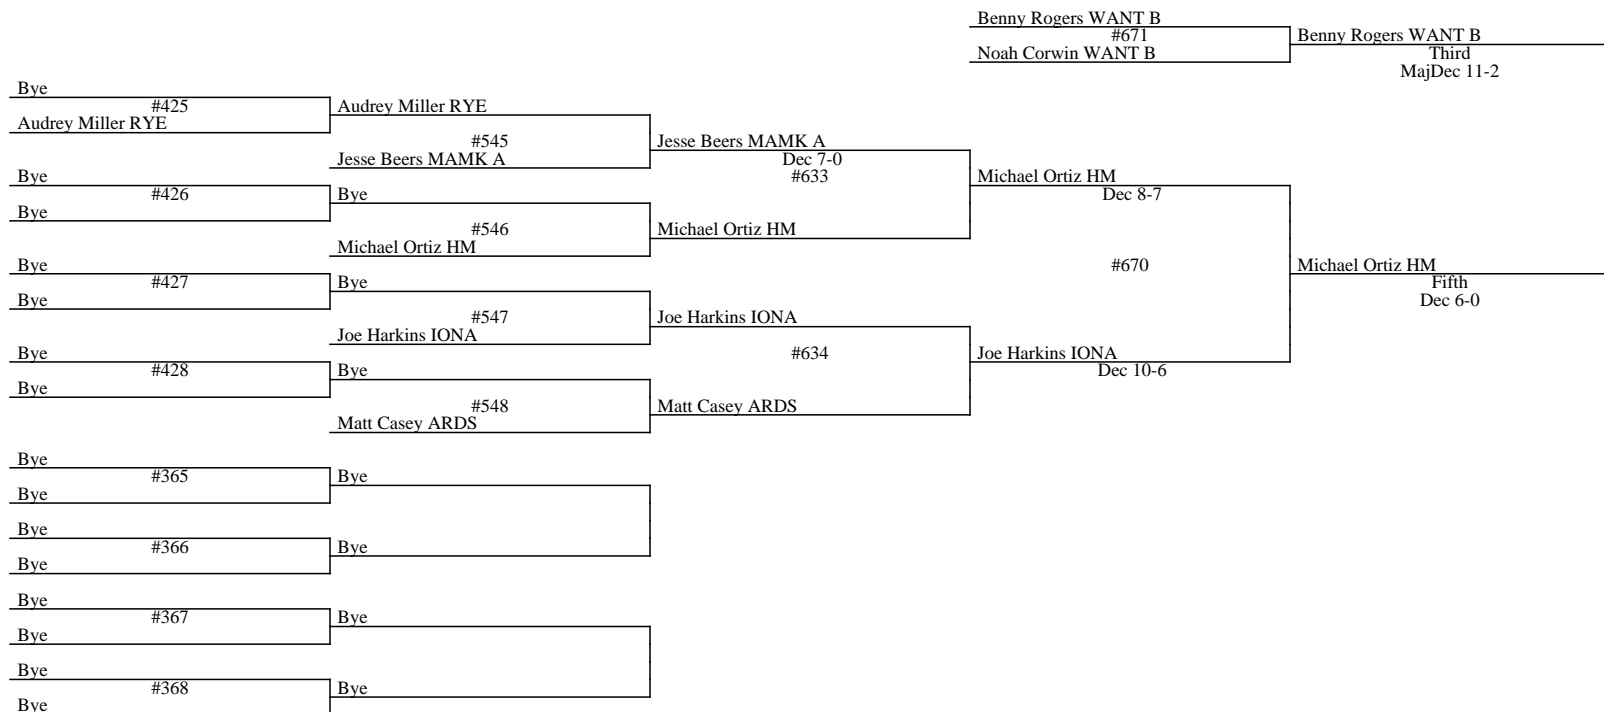 Benny Rogers WANT B
#671
Noah Corwin WANT B
Benny Rogers WANT B
Third
MajDec 11-2
Bye
#425
Audrey Miller RYE
Audrey Miller RYE
#545
Jesse Beers MAMK A
Jesse Beers MAMK A
Dec 7-0
#633
Bye
#426
Bye
Bye
#546
Michael Ortiz HM
Michael Ortiz HM
Michael Ortiz HM
Dec 8-7
Bye
#427
Bye
Bye
#547
Joe Harkins IONA
Joe Harkins IONA
#634
#670
Michael Ortiz HM
Fifth
Dec 6-0
Bye
#428
Bye
Bye
#548
Matt Casey ARDS
Matt Casey ARDS
Joe Harkins IONA
Dec 10-6
Bye
#365
Bye
Bye
Bye
#366
Bye
Bye
Bye
#367
Bye
Bye
Bye
#368
Bye
Bye